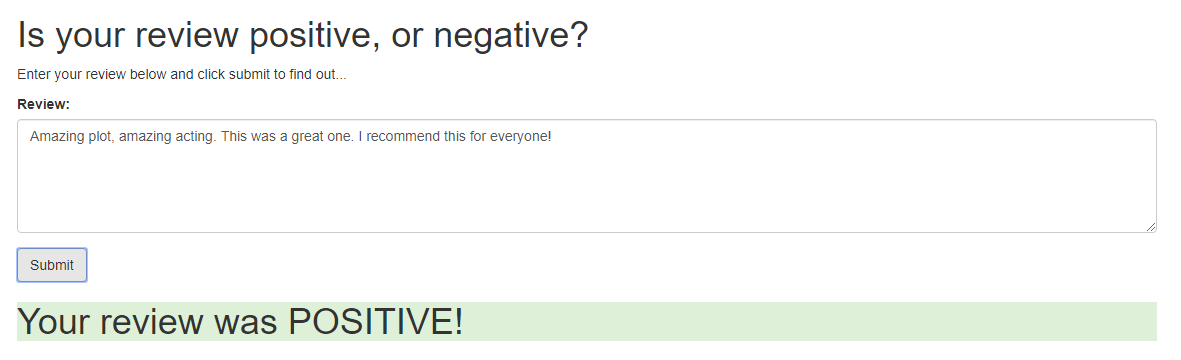 Is your review positive, or negative?
Enter your review below and click submit to find out...
Review:
Amazing plot, amazing acting. This was a great one. I recommend this for everyone!
Submit
Your review was POSITIVE!